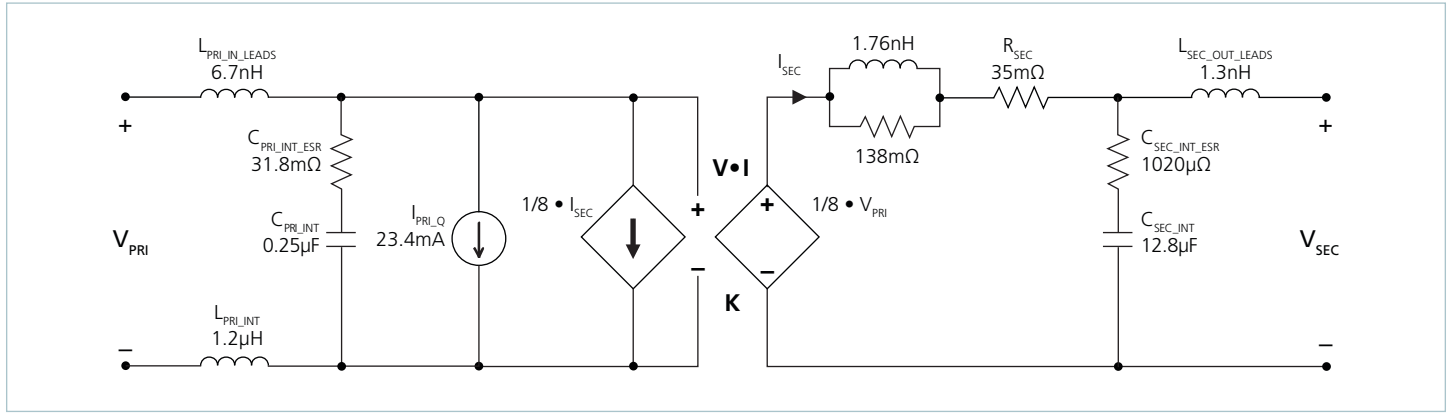 L_PRI_IN_LEADS
6.7nH
+
C_PRI_INT_ESR
31.8mΩ
C_PRI_INT
0.25µF
V_PRI
I_PRI_Q
23.4mA
1/8 • I_SEC
L_PRI_INT
1.2µH
–
+
–
V•I
K
+
–
1/8 • V_PRI
I_SEC
1.76nH
138mΩ
R_SEC
35mΩ
L_SEC_OUT_LEADS
1.3nH
+
C_SEC_INT_ESR
1020µΩ
C_SEC_INT
12.8µF
V_SEC
–